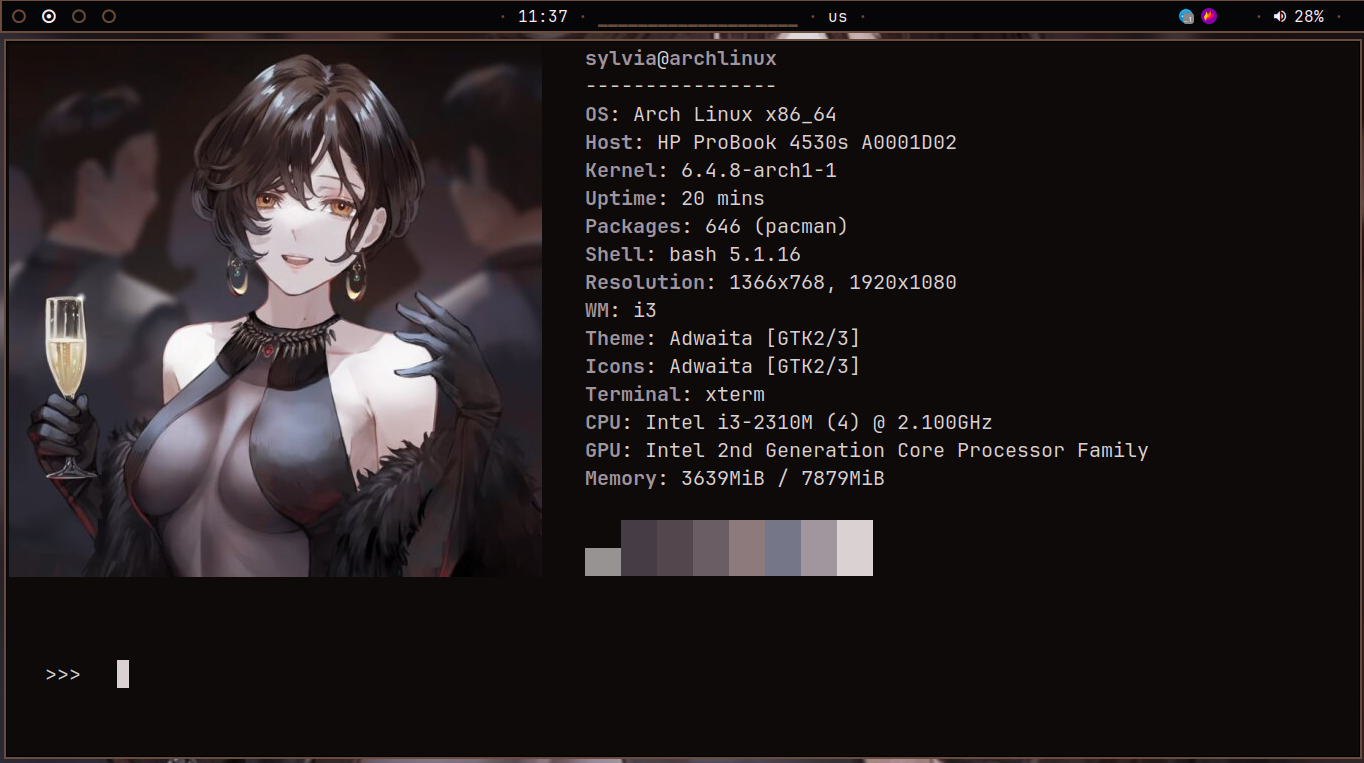 11:37
us
28%
sylvia@archlinux
----------------
OS: Arch Linux x86_64
Host: HP ProBook 4530s A0001D02
Kernel: 6.4.8-arch1-1
Uptime: 20 mins
Packages: 646 (pacman)
Shell: bash 5.1.16
Resolution: 1366x768, 1920x1080
WM: i3
Theme: Adwaita [GTK2/3]
Icons: Adwaita [GTK2/3]
Terminal: xterm
CPU: Intel i3-2310M (4) @ 2.100GHz
GPU: Intel 2nd Generation Core Processor Family
Memory: 3639MiB / 7879MiB
>>>